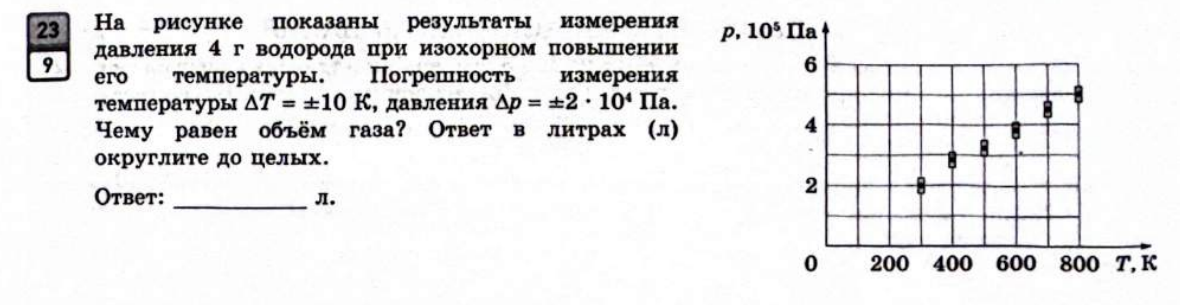 23
9
На рисунке показаны результаты измерения
давления 4 г водорода при изохорном повышении
его температуры. Погрешность измерения
температуры ΔT = ±10 К, давления Δp = ±2 · 10⁴ Па.
Чему равен объём газа? Ответ в литрах (л)
округлите до целых.
Ответ: ____________ л.
p, 10⁵ Па
6
4
2
0 200 400 600 800 T, К